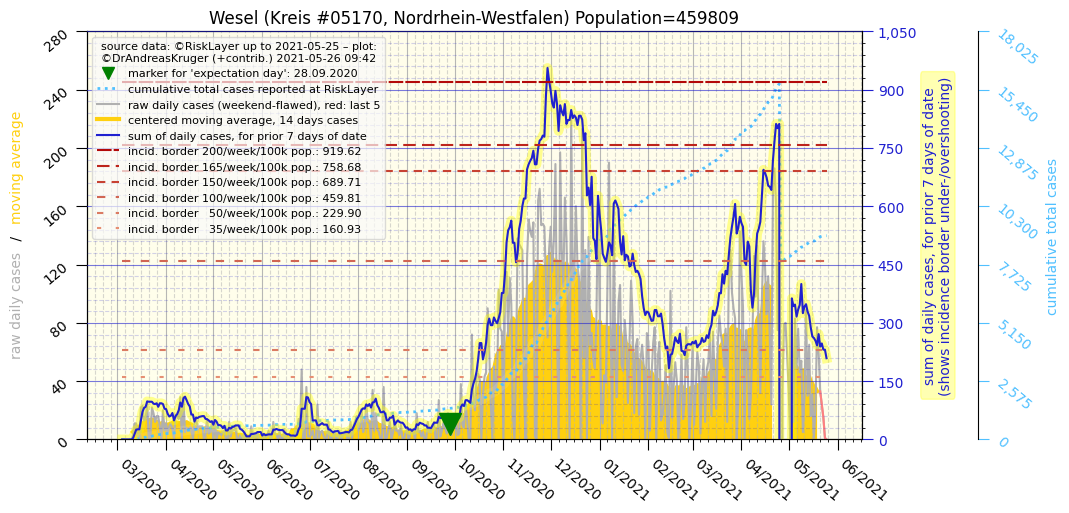 Wesel (Kreis #05170, Nordrhein-Westfalen) Population=459809
source data: ©RiskLayer up to 2021-05-25 – plot:
©DrAndreasKruger (+contrib.) 2021-05-26 09:42
marker for 'expectation day': 28.09.2020
cumulative total cases reported at RiskLayer
raw daily cases (weekend-flawed), red: last 5
centered moving average, 14 days cases
sum of daily cases, for prior 7 days of date
incid. border 200/week/100k pop.: 919.62
incid. border 165/week/100k pop.: 758.68
incid. border 150/week/100k pop.: 689.71
incid. border 100/week/100k pop.: 459.81
incid. border   50/week/100k pop.: 229.90
incid. border   35/week/100k pop.: 160.93
raw daily cases / moving average
280
240
200
160
120
80
40
0
03/2020
04/2020
05/2020
06/2020
07/2020
08/2020
09/2020
10/2020
11/2020
12/2020
01/2021
02/2021
03/2021
04/2021
05/2021
06/2021
1,050
900
750
600
450
300
150
0
sum of daily cases, for prior 7 days of date
(shows incidence border under-/overshooting)
18,025
15,450
12,875
10,300
7,725
5,150
2,575
0
cumulative total cases